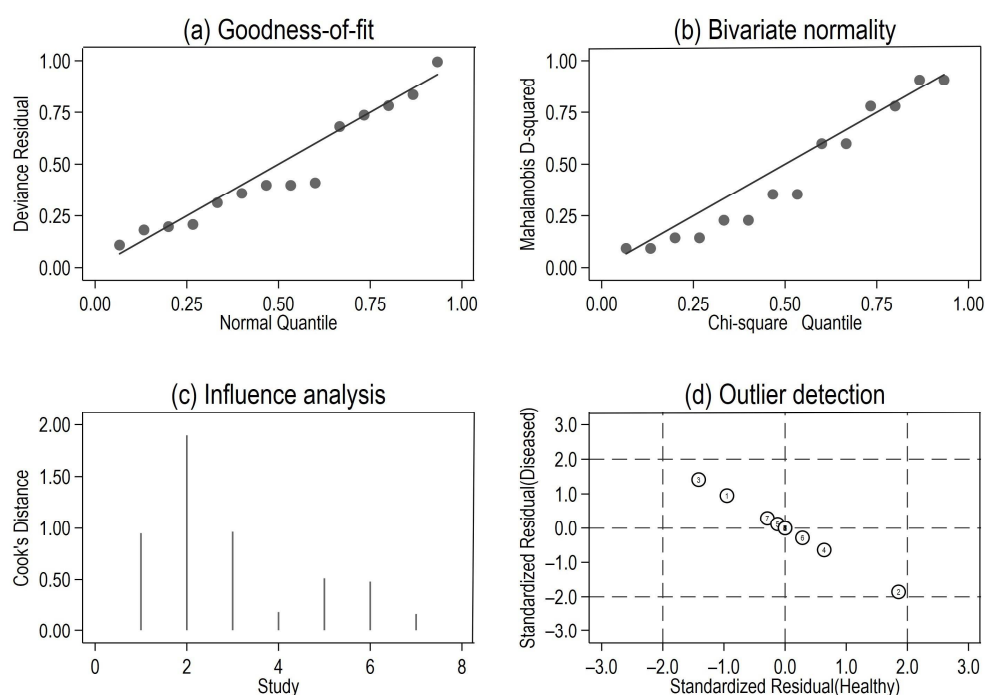 (a) Goodness-of-fit
1.00
0.75
0.50
0.25
0.00
Deviance Residual
0.00 0.25 0.50 0.75 1.00
Normal Quantile
(b) Bivariate normality
1.00
0.75
0.50
0.25
0.00
Mahalanobis D-squared
0.00 0.25 0.50 0.75 1.00
Chi-square Quantile
(c) Influence analysis
2.00
1.50
1.00
0.50
0.00
Cook's Distance
0 2 4 6 8
Study
(d) Outlier detection
3.0
2.0
1.0
0.0
−1.0
−2.0
−3.0
Standardized Residual(Diseased)
3
1
7
6
4
2
−3.0 −2.0 −1.0 0.0 1.0 2.0 3.0
Standardized Residual(Healthy)